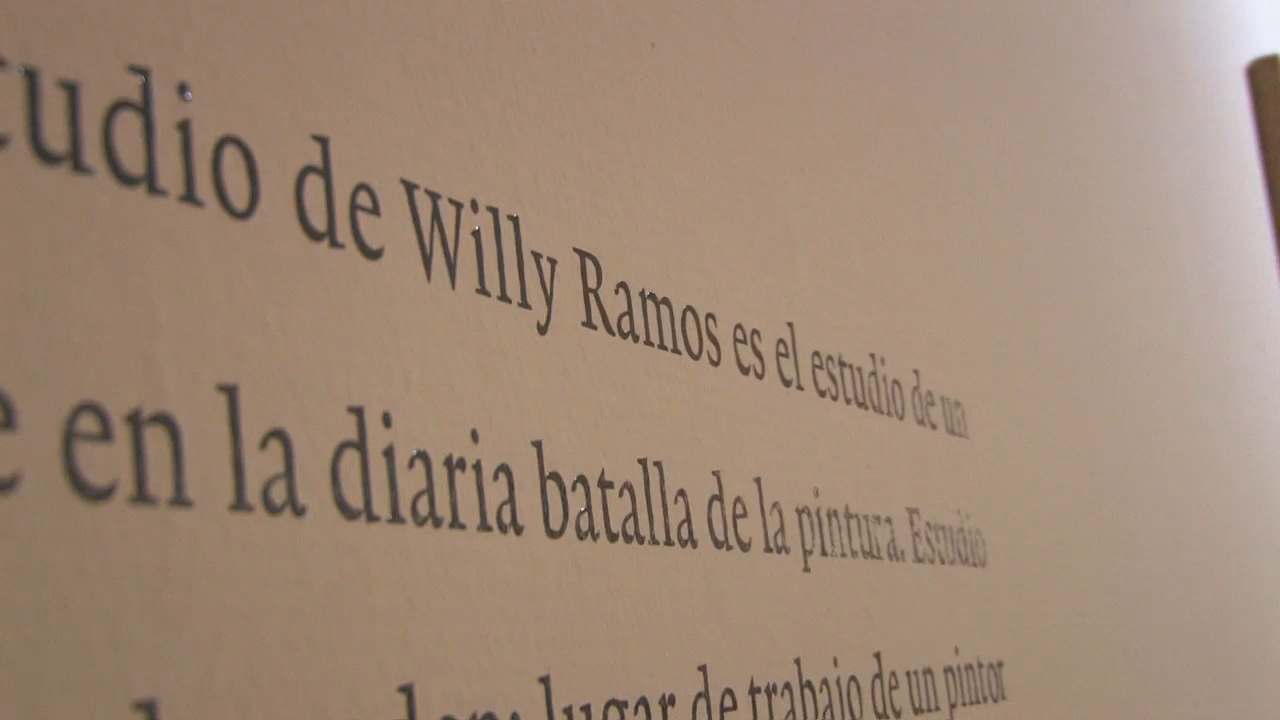 tudio de Willy Ramos es el estudio de un
e en la diaria batalla de la pintura. Estudio
lugar de trabajo de un pintor